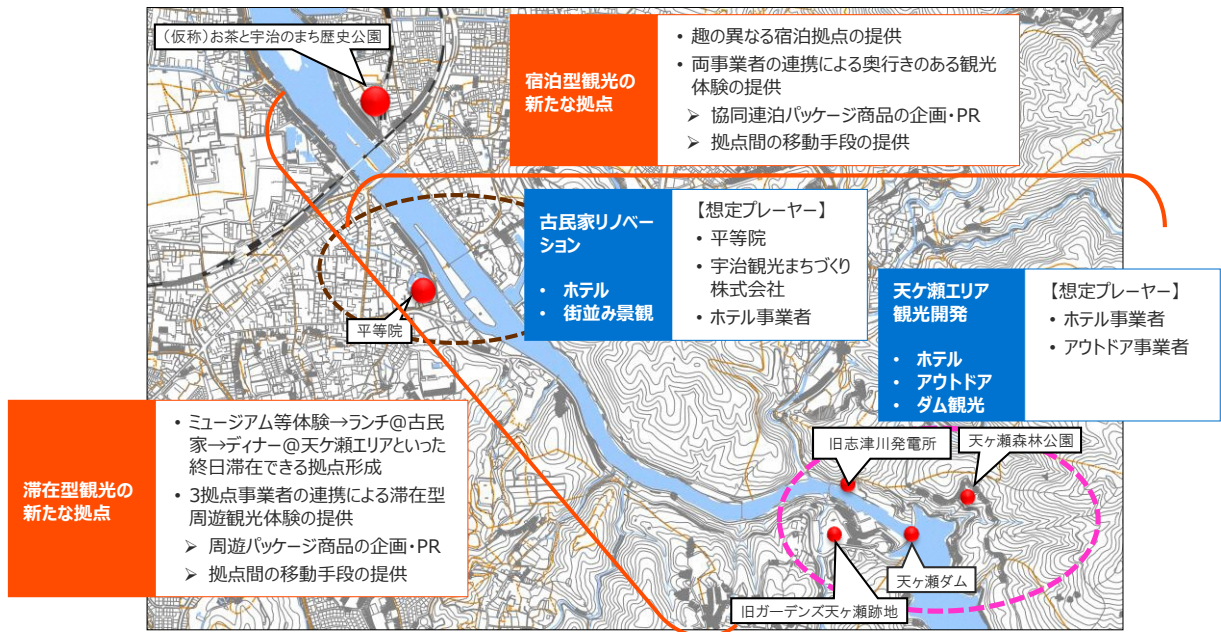 （仮称）お茶と宇治のまち歴史公園
宿泊型観光の
新たな拠点
• 趣の異なる宿泊拠点の提供
• 両事業者の連携による奥行きのある観光
体験の提供
➢ 協同連泊パッケージ商品の企画・PR
➢ 拠点間の移動手段の提供
古民家リノベー
ション
• ホテル
• 街並み景観
【想定プレーヤー】
• 平等院
• 宇治観光まちづくり
株式会社
• ホテル事業者
平等院
天ケ瀬エリア
観光開発
• ホテル
• アウトドア
• ダム観光
【想定プレーヤー】
• ホテル事業者
• アウトドア事業者
滞在型観光の
新たな拠点
• ミュージアム等体験→ランチ@古民
家→ディナー@天ケ瀬エリアといった
終日滞在できる拠点形成
• 3拠点事業者の連携による滞在型
周遊観光体験の提供
➢ 周遊パッケージ商品の企画・PR
➢ 拠点間の移動手段の提供
旧志津川発電所
天ヶ瀬森林公園
天ヶ瀬ダム
旧ガーデンズ天ヶ瀬跡地